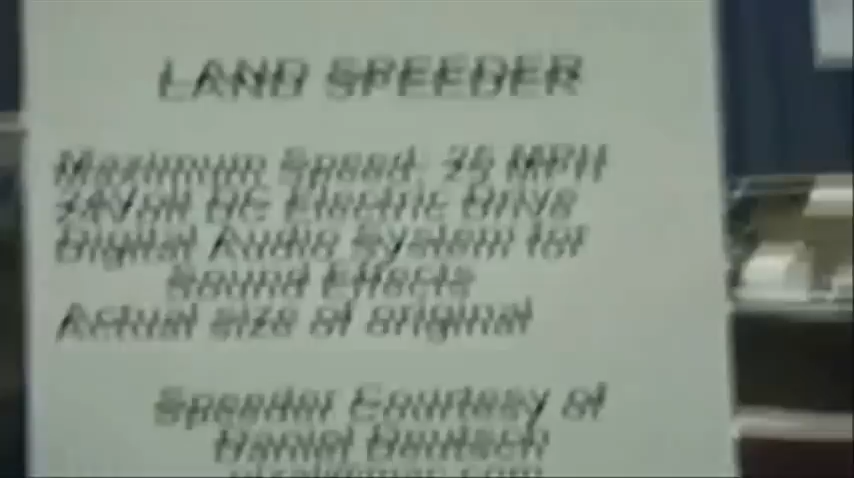 LAND SPEEDER
Maximum Speed: 25 MPH
Volt DC Electric Drive
Digital Audio System for
Sound Effects
Actual size of original
Speeder Courtesy of
Daniel Deutsch